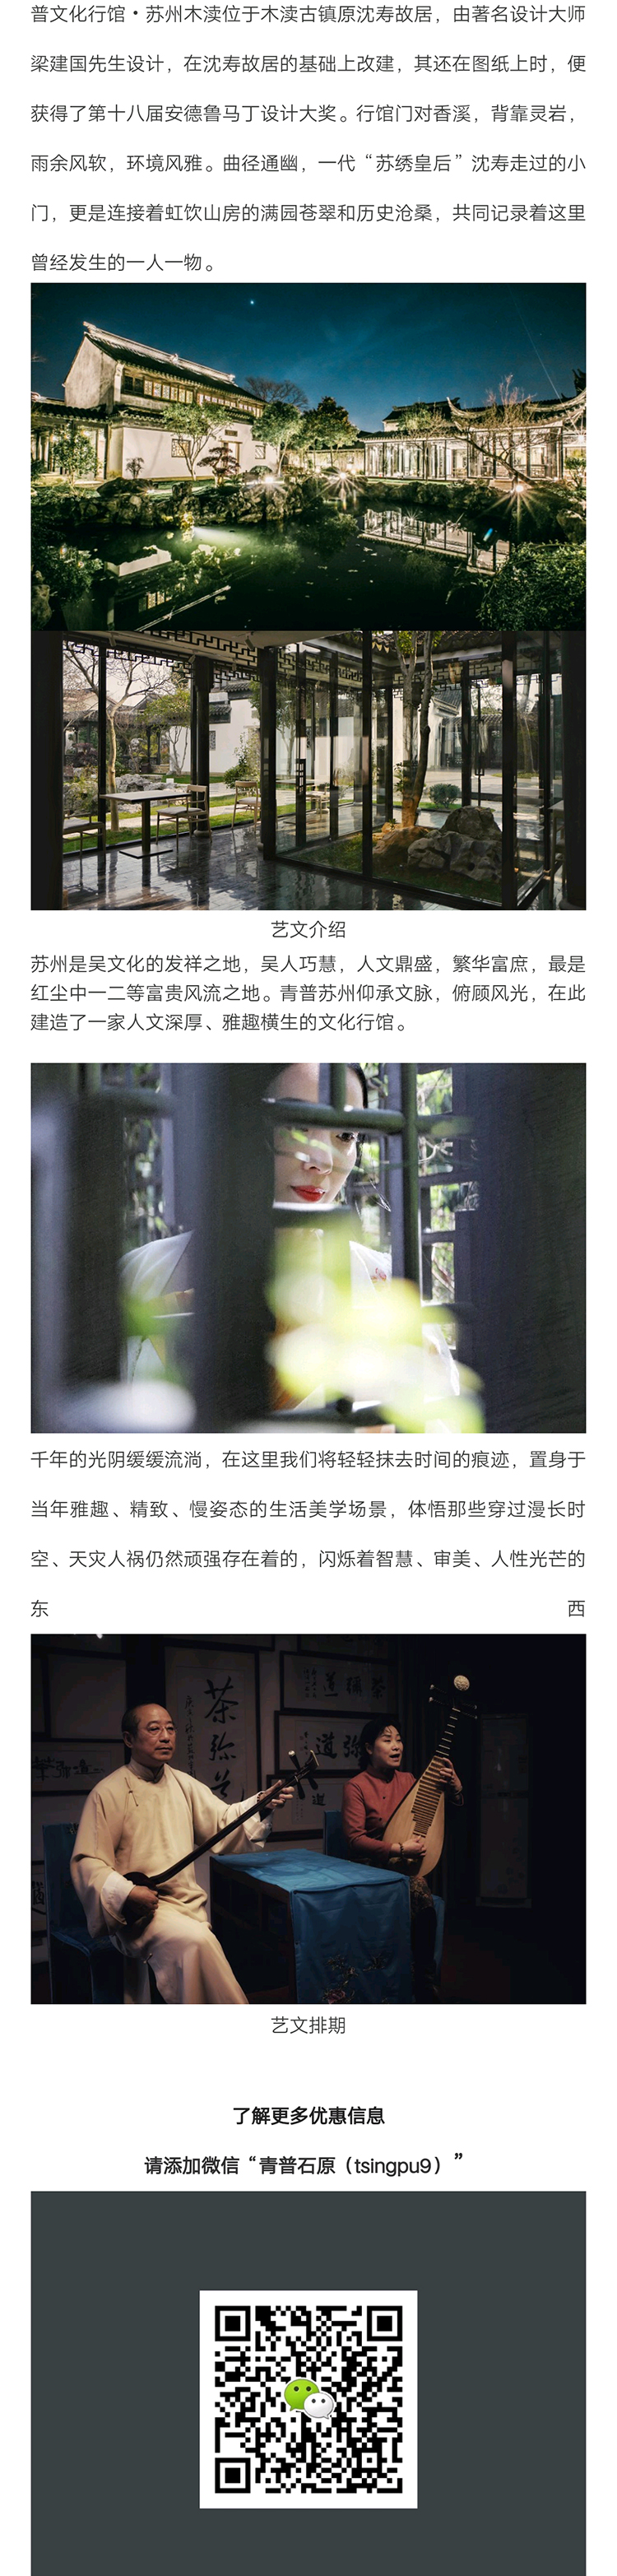 普文化行馆・苏州木渎位于木渎古镇原沈寿故居，由著名设计大师
梁建国先生设计，在沈寿故居的基础上改建，其还在图纸上时，便
获得了第十八届安德鲁马丁设计大奖。行馆门对香溪，背靠灵岩，
雨余风软，环境风雅。曲径通幽，一代“苏绣皇后”沈寿走过的小
门，更是连接着虹饮山房的满园苍翠和历史沧桑，共同记录着这里
曾经发生的一人一物。
艺文介绍
苏州是吴文化的发祥之地，吴人巧慧，人文鼎盛，繁华富庶，最是
红尘中一二等富贵风流之地。青普苏州仰承文脉，俯顾风光，在此
建造了一家人文深厚、雅趣横生的文化行馆。
千年的光阴缓缓流淌，在这里我们将轻轻抹去时间的痕迹，置身于
当年雅趣、精致、慢姿态的生活美学场景，体悟那些穿过漫长时
空、天灾人祸仍然顽强存在着的，闪烁着智慧、审美、人性光芒的
东西
茶
弥
艺文排期
了解更多优惠信息
请添加微信“青普石原（tsingpu9）”